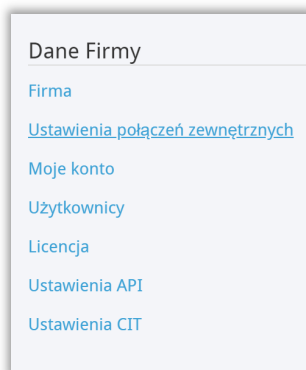 Dane Firmy
Firma
Ustawienia połączeń zewnętrznych
Moje konto
Użytkownicy
Licencja
Ustawienia API
Ustawienia CIT